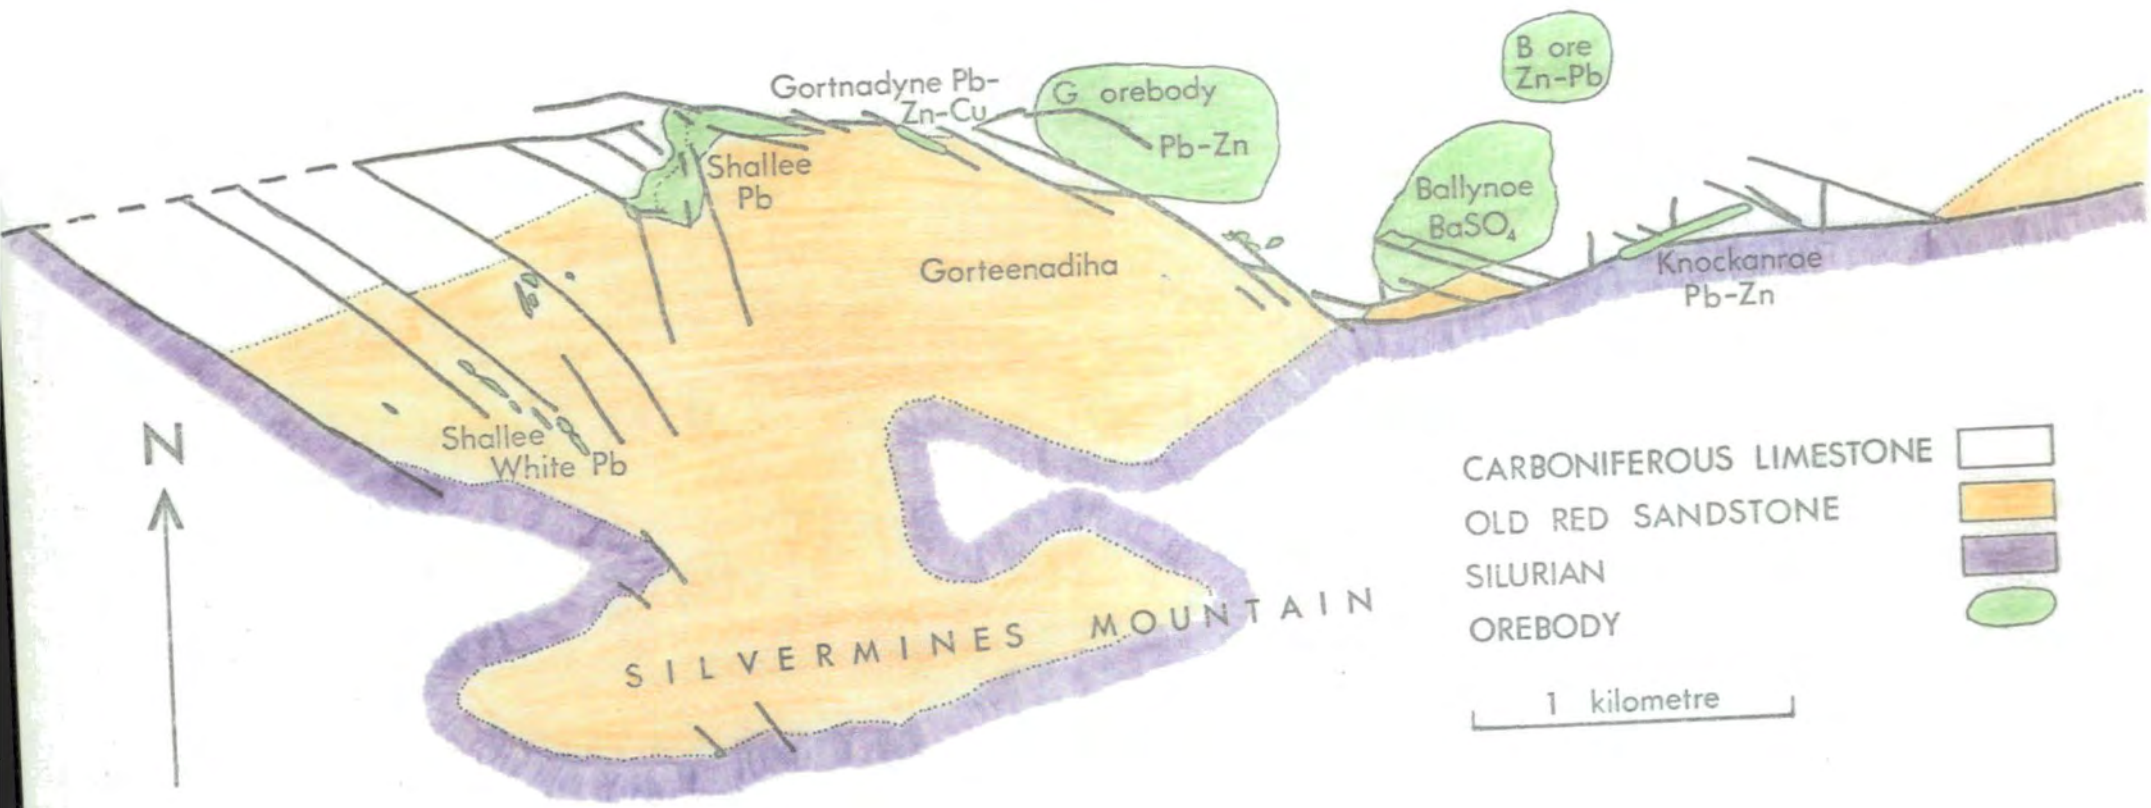 B ore
Zn-Pb
Gortnadyne Pb-
Zn-Cu
G orebody
Pb-Zn
Shallee
Pb
Ballynoe
BaSO₄
Gorteenadiha
Knockanroe
Pb-Zn
Shallee
White Pb
N
SILVERMINES MOUNTAIN
CARBONIFEROUS LIMESTONE
OLD RED SANDSTONE
SILURIAN
OREBODY
1 kilometre